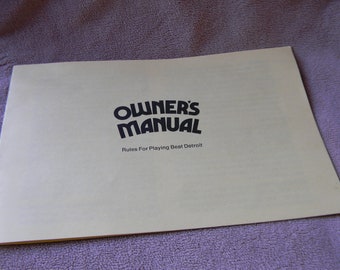 OWNER'S
MANUAL
Rules For Playing Beat Detroit